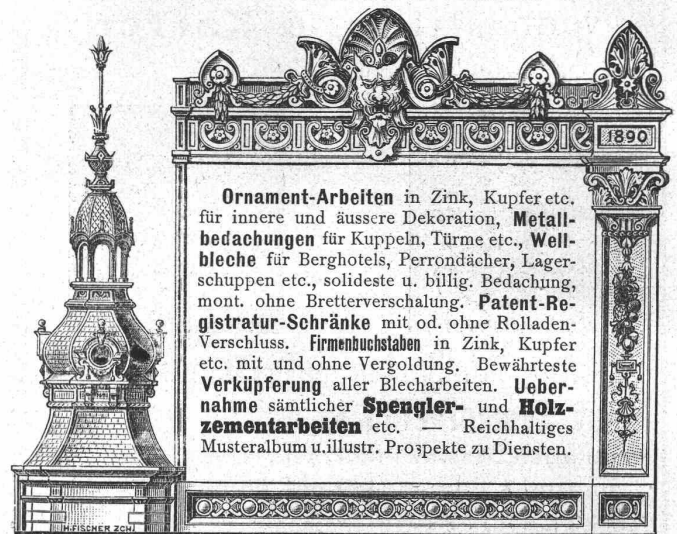 1890
Ornament-Arbeiten in Zink, Kupfer etc.
für innere und äussere Dekoration, Metall-
bedachungen für Kuppeln, Türme etc., Well-
bleche für Berghotels, Perrondächer, Lager-
schuppen etc., solideste u. billig. Bedachung,
mont. ohne Bretterverschalung. Patent-Re-
gistratur-Schränke mit od. ohne Rolladen-
Verschluss. Firmenbuchstaben in Zink, Kupfer
etc. mit und ohne Vergoldung. Bewährteste
Verküpferung aller Blecharbeiten. Ueber-
nahme sämtlicher Spengler- und Holz-
zementarbeiten etc. — Reichhaltiges
Musteralbum u. illustr. Prospekte zu Diensten.
H. FISCHER ZCH.